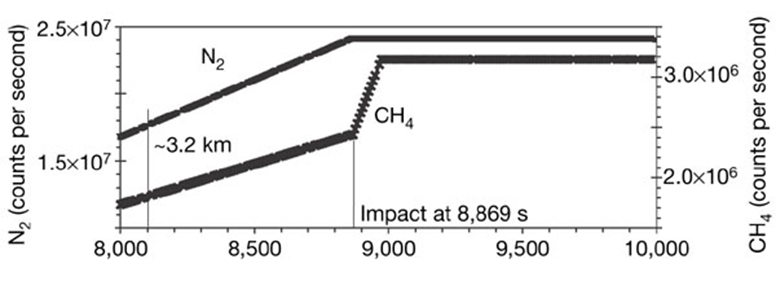 N₂ (counts per second)
2.5×10⁷
1.5×10⁷
N₂
~3.2 km
CH₄
Impact at 8,869 s
3.0×10⁶
2.0×10⁶
CH₄ (counts per second)
8,000 8,500 9,000 9,500 10,000